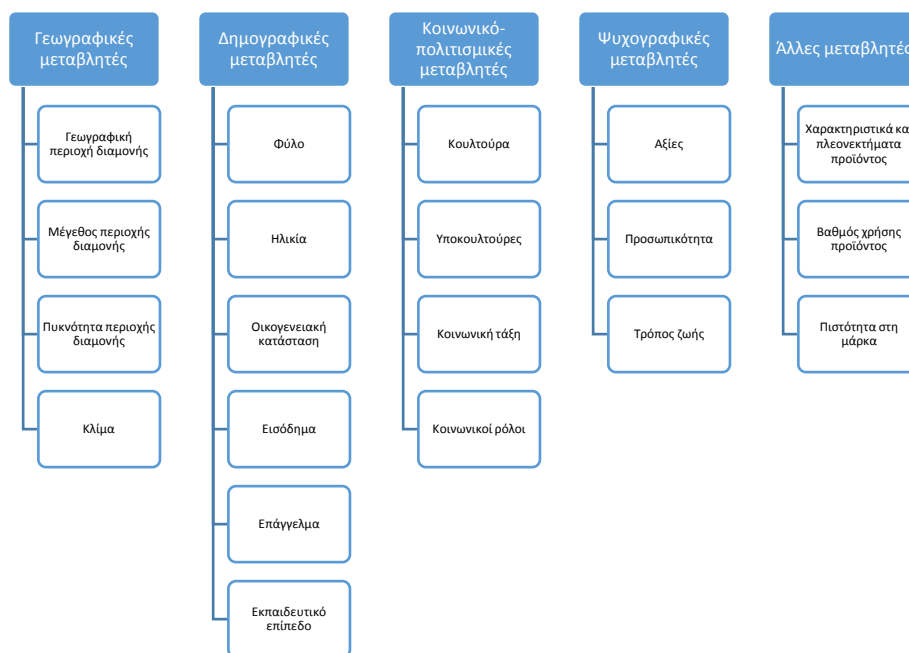 Γεωγραφικές
μεταβλητές
Γεωγραφική
περιοχή διαμονής
Μέγεθος περιοχής
διαμονής
Πυκνότητα περιοχής
διαμονής
Κλίμα
Δημογραφικές
μεταβλητές
Φύλο
Ηλικία
Οικογενειακή
κατάσταση
Εισόδημα
Επάγγελμα
Εκπαιδευτικό
επίπεδο
Κοινωνικό-
πολιτισμικές
μεταβλητές
Κουλτούρα
Υποκουλτούρες
Κοινωνική τάξη
Κοινωνικοί ρόλοι
Ψυχογραφικές
μεταβλητές
Αξίες
Προσωπικότητα
Τρόπος ζωής
Άλλες μεταβλητές
Χαρακτηριστικά και
πλεονεκτήματα
προϊόντος
Βαθμός χρήσης
προϊόντος
Πιστότητα στη
μάρκα